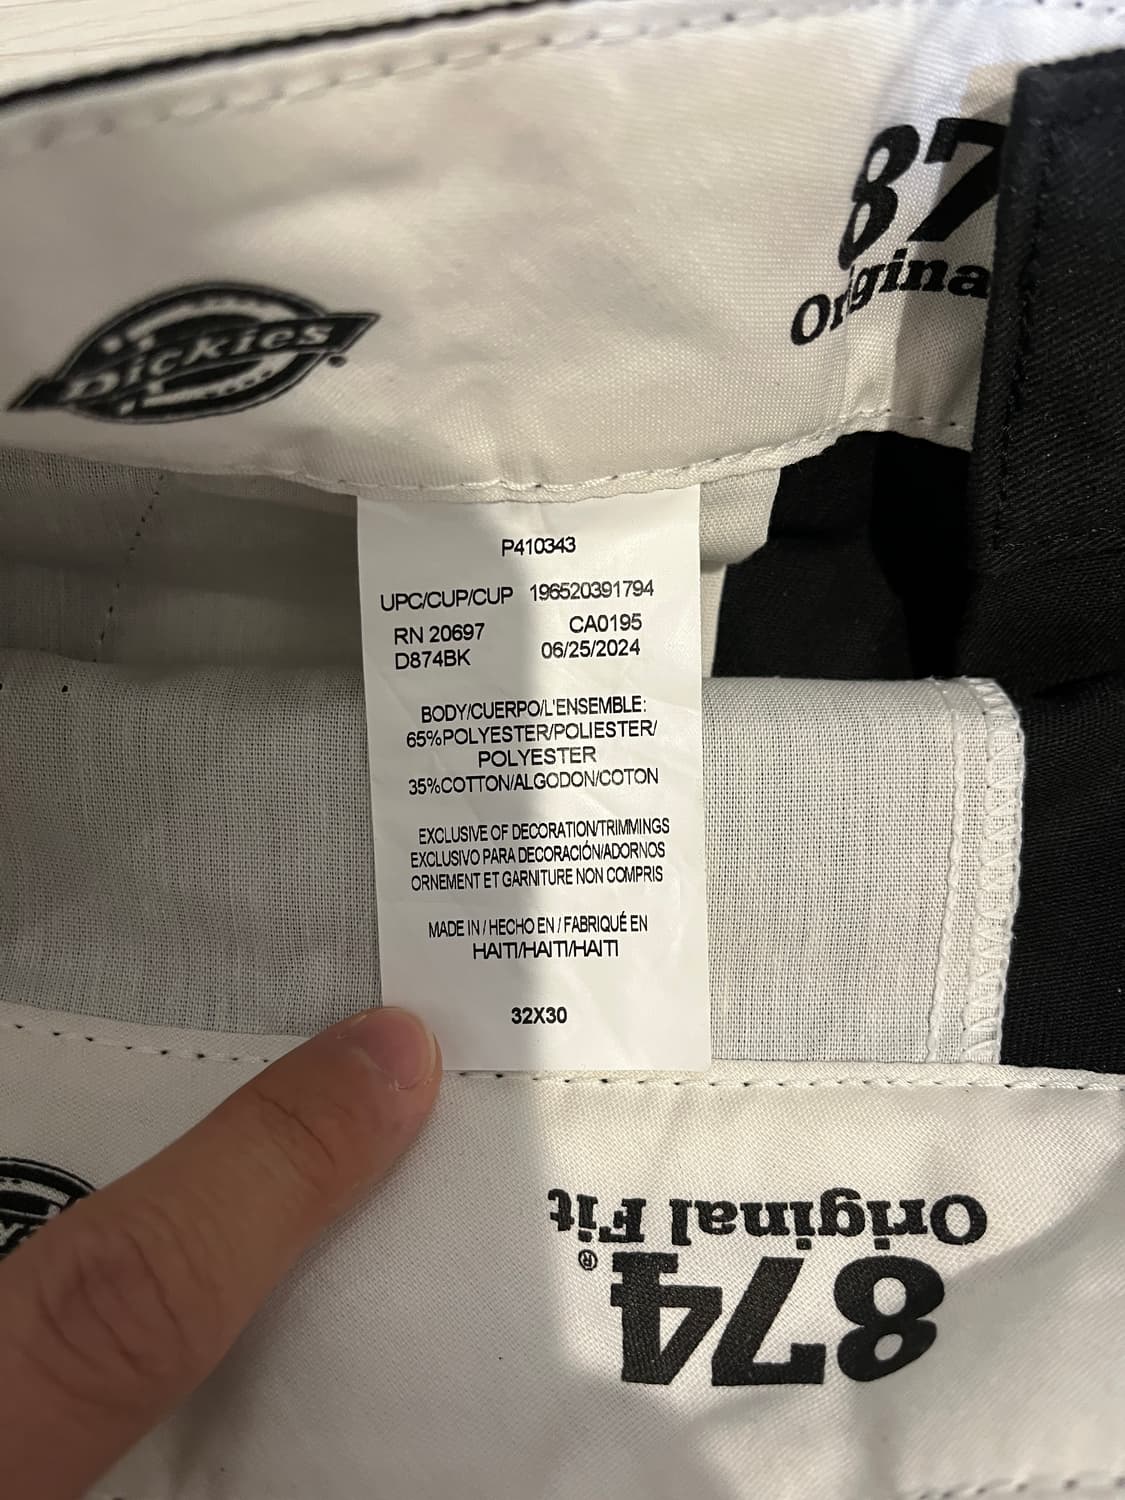 87
Origina
Dickies®
P410343
UPC/CUP/CUP 196520391794
RN 20697 CA0195
D874BK 06/25/2024
BODY/CUERPO/L'ENSEMBLE:
65%POLYESTER/POLIESTER/
POLYESTER
35%COTTON/ALGODON/COTON
EXCLUSIVE OF DECORATION/TRIMMINGS
EXCLUSIVO PARA DECORACIÓN/ADORNOS
ORNEMENT ET GARNITURE NON COMPRIS
MADE IN / HECHO EN / FABRIQUÉ EN
HAITI/HAITI/HAITI
32X30
874®
Original Fit